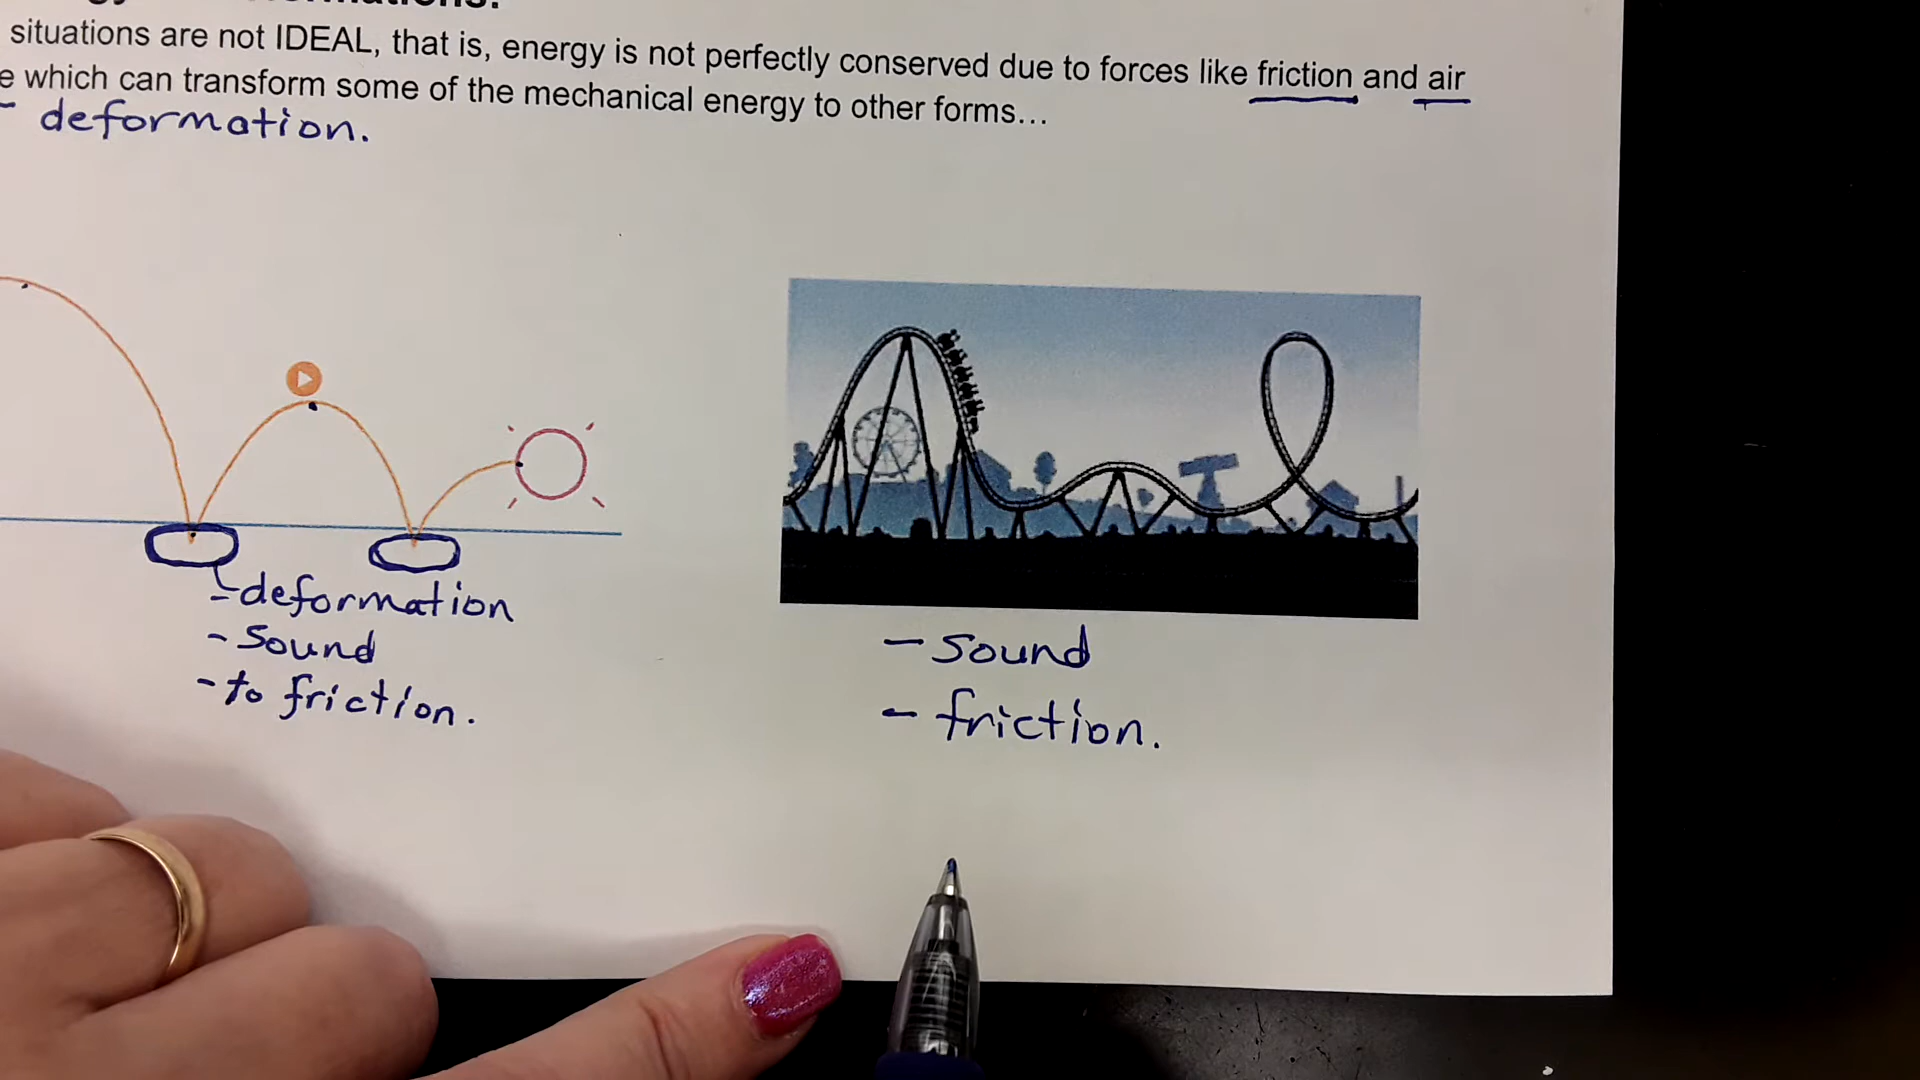 situations are not IDEAL, that is, energy is not perfectly conserved due to forces like friction and air
e which can transform some of the mechanical energy to other forms...
- deformation.
- deformation
- Sound
- to friction.
- Sound
- friction.